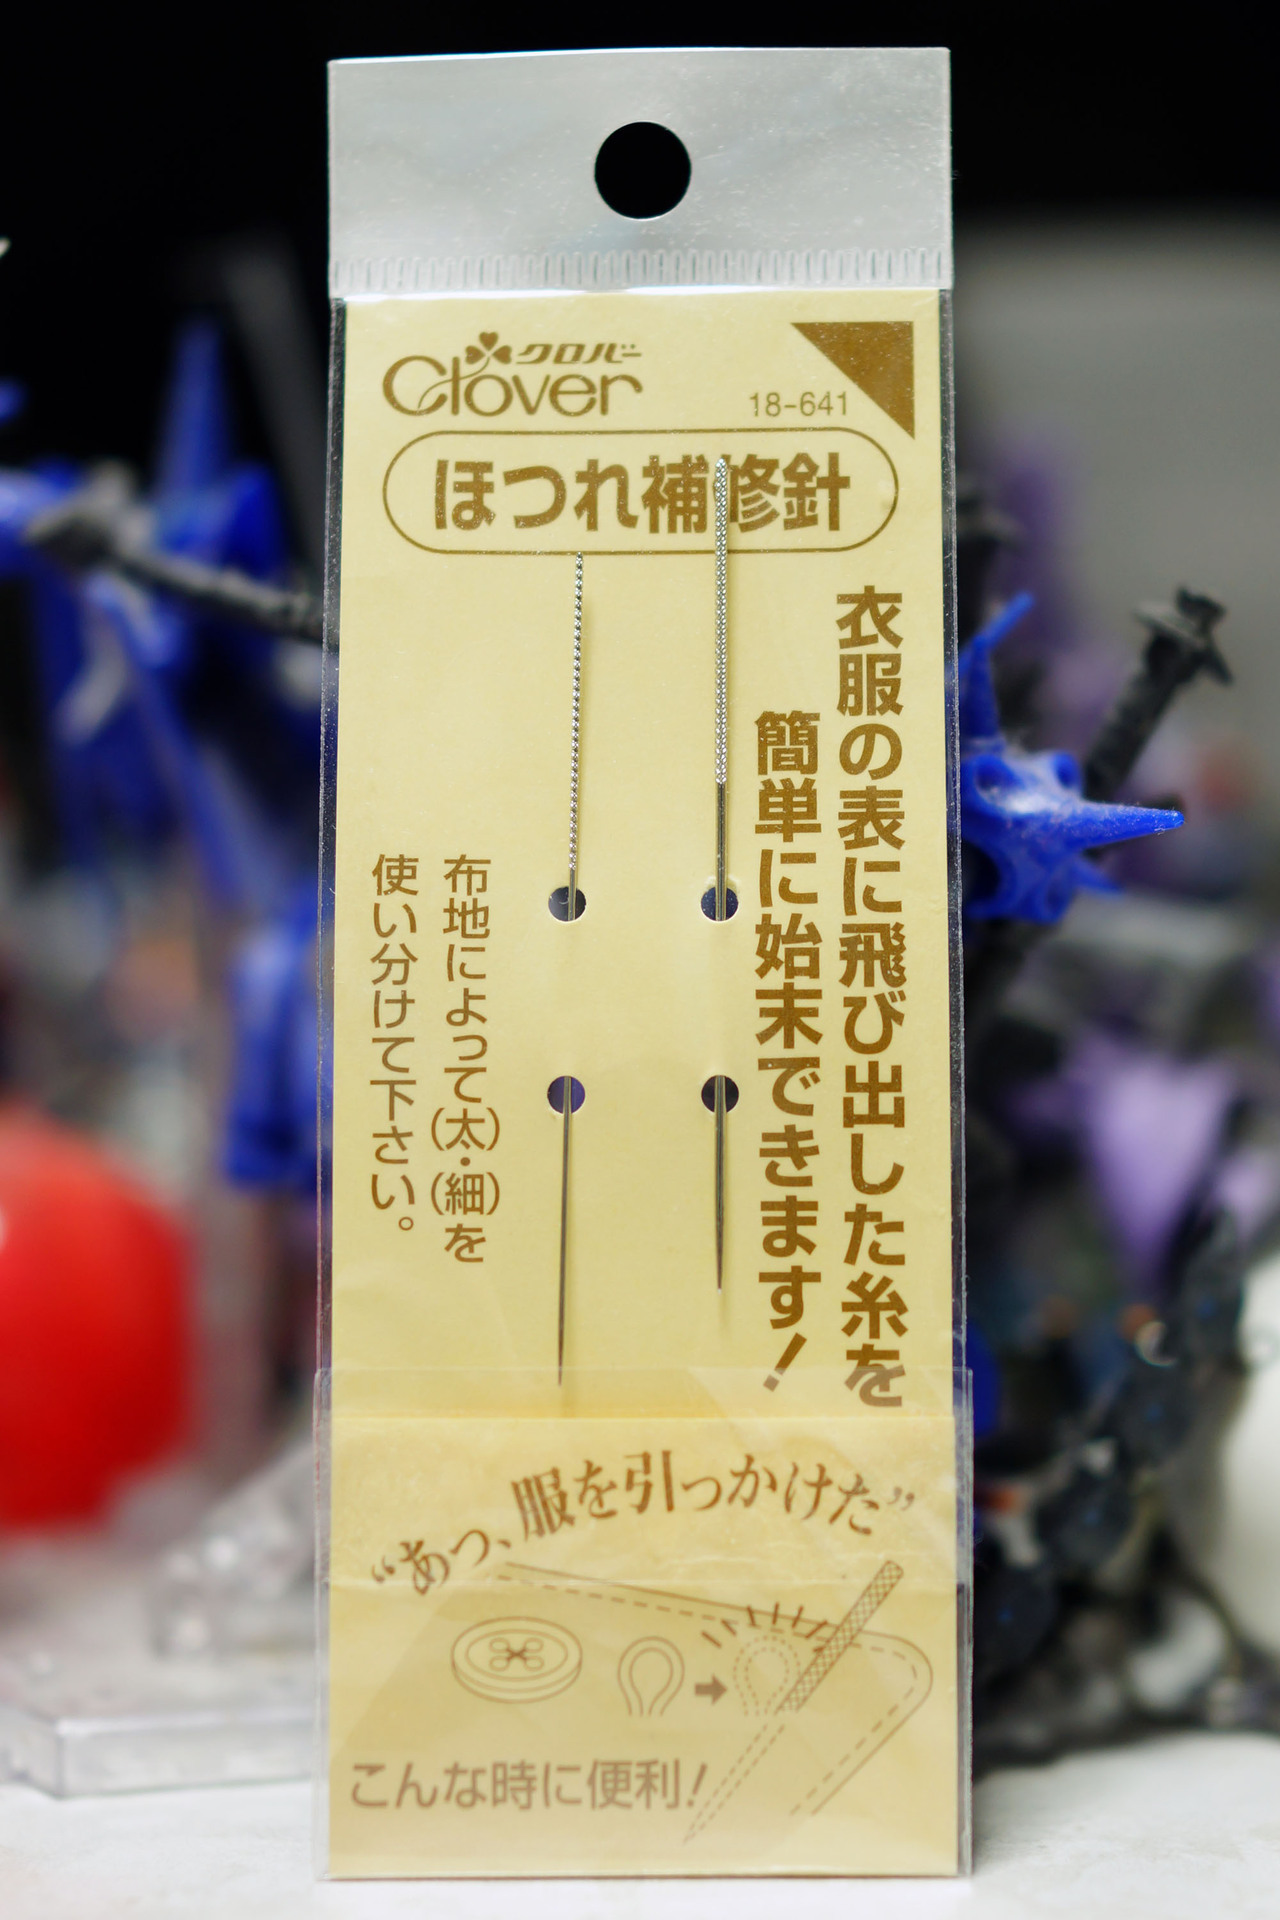 クロバー
Clover
18-641
ほつれ補修針
衣服の表に飛び出した糸を
簡単に始末できます!
布地によって(太)・(細)を
使い分けて下さい。
“あっ、服を引っかけた”
こんな時に便利!